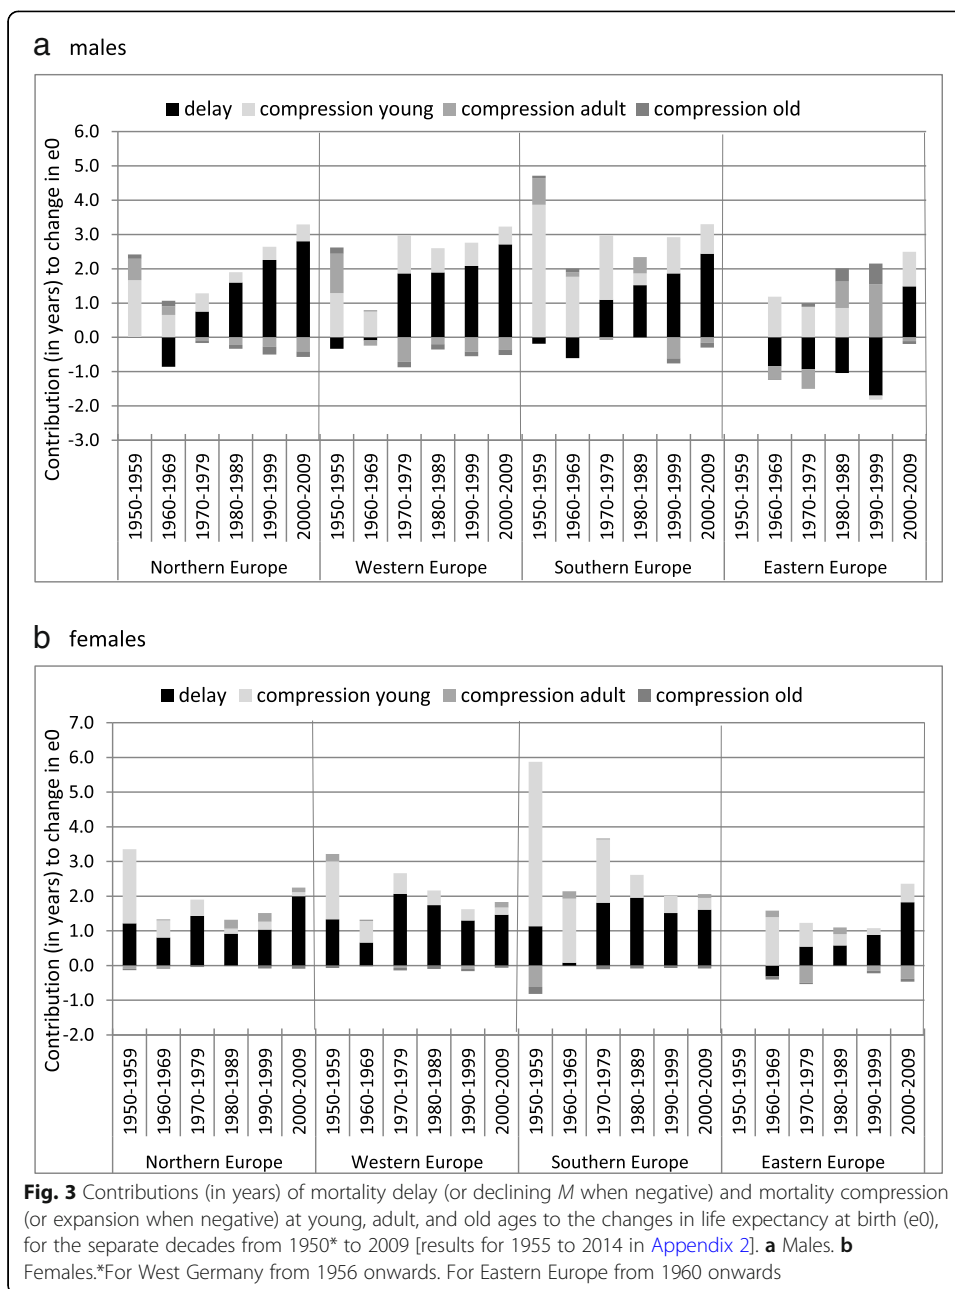 a males
delay compression young compression adult compression old
Contribution (in years) to change in e0
6.0
5.0
4.0
3.0
2.0
1.0
0.0
-1.0
-2.0
-3.0
1950-1959 1960-1969 1970-1979 1980-1989 1990-1999 2000-2009 1950-1959 1960-1969 1970-1979 1980-1989 1990-1999 2000-2009 1950-1959 1960-1969 1970-1979 1980-1989 1990-1999 2000-2009 1950-1959 1960-1969 1970-1979 1980-1989 1990-1999 2000-2009
Northern Europe Western Europe Southern Europe Eastern Europe
b females
delay compression young compression adult compression old
Contribution (in years) to change in e0
7.0
6.0
5.0
4.0
3.0
2.0
1.0
0.0
-1.0
-2.0
1950-1959 1960-1969 1970-1979 1980-1989 1990-1999 2000-2009 1950-1959 1960-1969 1970-1979 1980-1989 1990-1999 2000-2009 1950-1959 1960-1969 1970-1979 1980-1989 1990-1999 2000-2009 1950-1959 1960-1969 1970-1979 1980-1989 1990-1999 2000-2009
Northern Europe Western Europe Southern Europe Eastern Europe
Fig. 3 Contributions (in years) of mortality delay (or declining M when negative) and mortality compression
(or expansion when negative) at young, adult, and old ages to the changes in life expectancy at birth (e0),
for the separate decades from 1950* to 2009 [results for 1955 to 2014 in Appendix 2]. a Males. b
Females.*For West Germany from 1956 onwards. For Eastern Europe from 1960 onwards